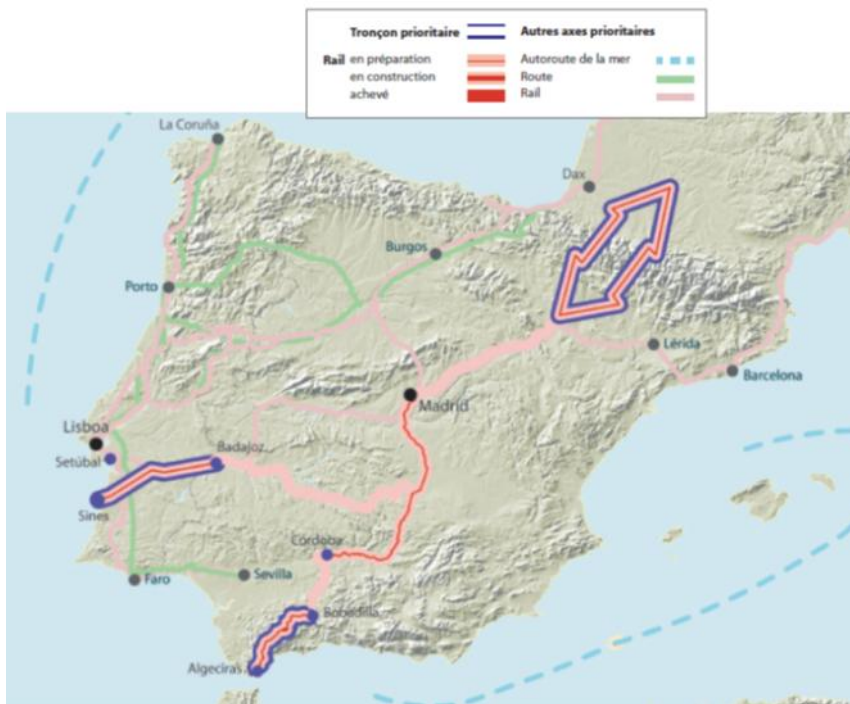 Tronçon prioritaire Autres axes prioritaires
Rail en préparation Autoroute de la mer
en construction Route
achevé Rail
La Coruña
Dax
Burgos
Porto
Lérida
Barcelona
Madrid
Lisboa
Setúbal
Badajoz
Sines
Córdoba
Faro
Sevilla
Bobadilla
Algeciras